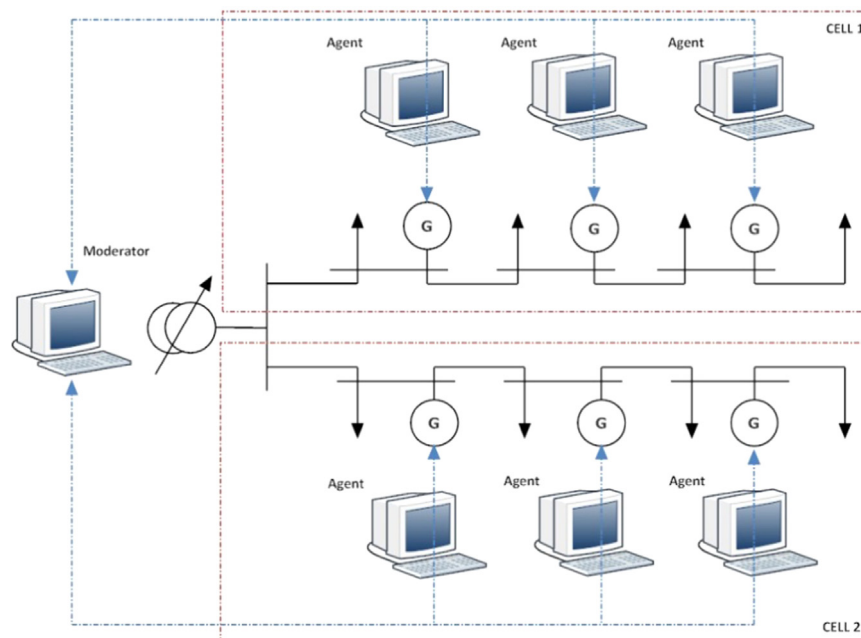 CELL 1
Agent
Agent
Agent
G
G
G
Moderator
G
G
G
Agent
Agent
Agent
CELL 2